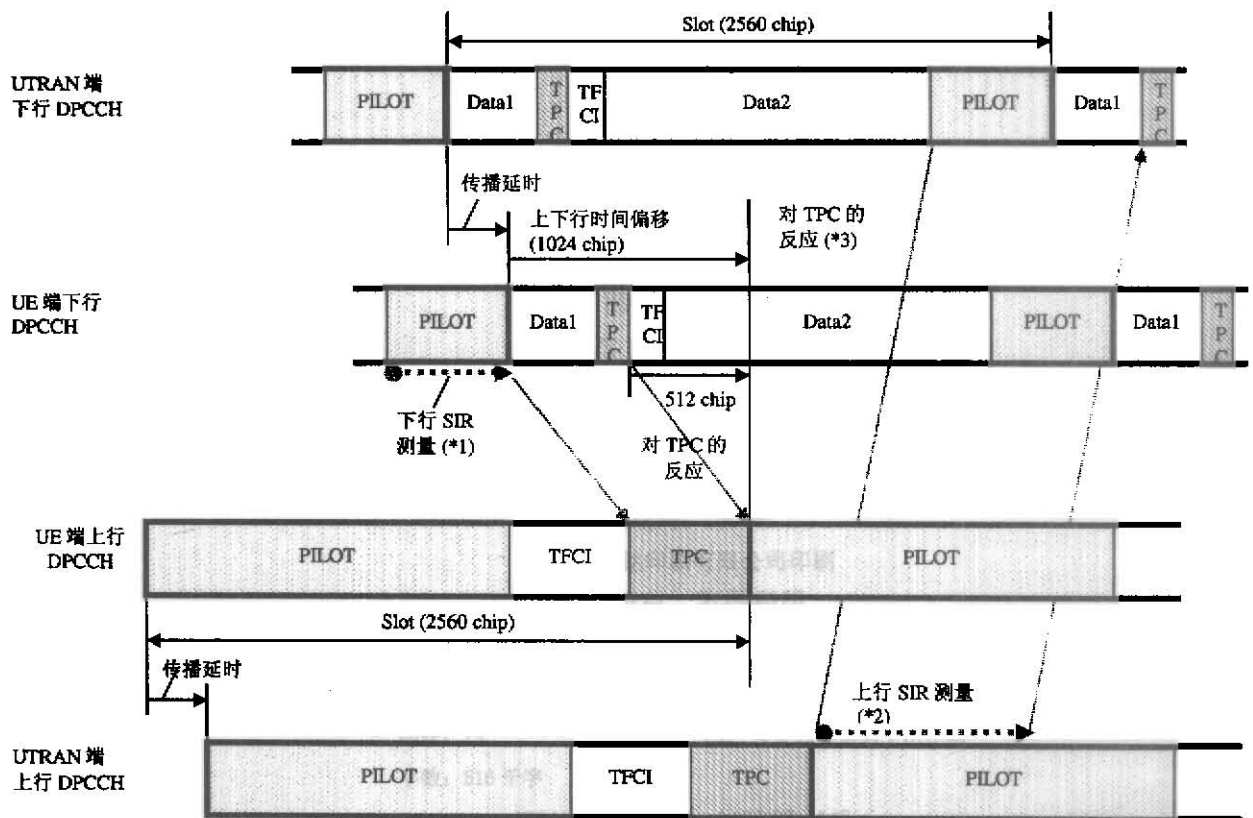 Slot (2560 chip)
UTRAN 端
下行 DPCCH
PILOT
Data1
T
P
C
TF
CI
Data2
PILOT
Data1
T
P
C
传播延时
上下行时间偏移
(1024 chip)
对 TPC 的
反应 (*3)
UE 端下行
DPCCH
PILOT
Data1
T
P
C
TF
CI
Data2
PILOT
Data1
T
P
C
512 chip
下行 SIR
测量 (*1)
对 TPC 的
反应
UE 端上行
DPCCH
PILOT
TFCI
TPC
PILOT
Slot (2560 chip)
传播延时
上行 SIR 测量
(*2)
UTRAN 端
上行 DPCCH
PILOT
TFCI
TPC
PILOT